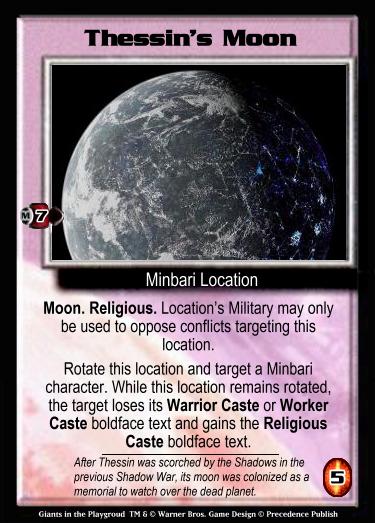 Thessin's Moon
M 7
Minbari Location
Moon. Religious. Location's Military may only
be used to oppose conflicts targeting this
location.
Rotate this location and target a Minbari
character. While this location remains rotated,
the target loses its Warrior Caste or Worker
Caste boldface text and gains the Religious
Caste boldface text.
After Thessin was scorched by the Shadows in the
previous Shadow War, its moon was colonized as a
memorial to watch over the dead planet.
5
Giants in the Playgroud TM & © Warner Bros. Game Design © Precedence Publish